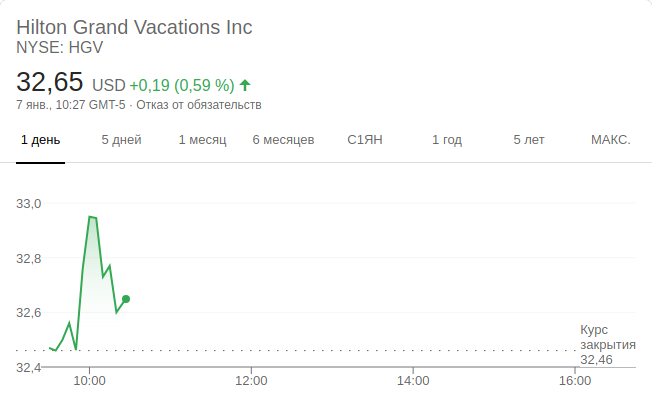 Hilton Grand Vacations Inc
NYSE: HGV
32,65 USD +0,19 (0,59 %) ↑
7 янв., 10:27 GMT-5 · Отказ от обязательств
1 день 5 дней 1 месяц 6 месяцев С1ЯН 1 год 5 лет МАКС.
33,0
32,8
32,6
Курс
закрытия
32,46
32,4
10:00 12:00 14:00 16:00